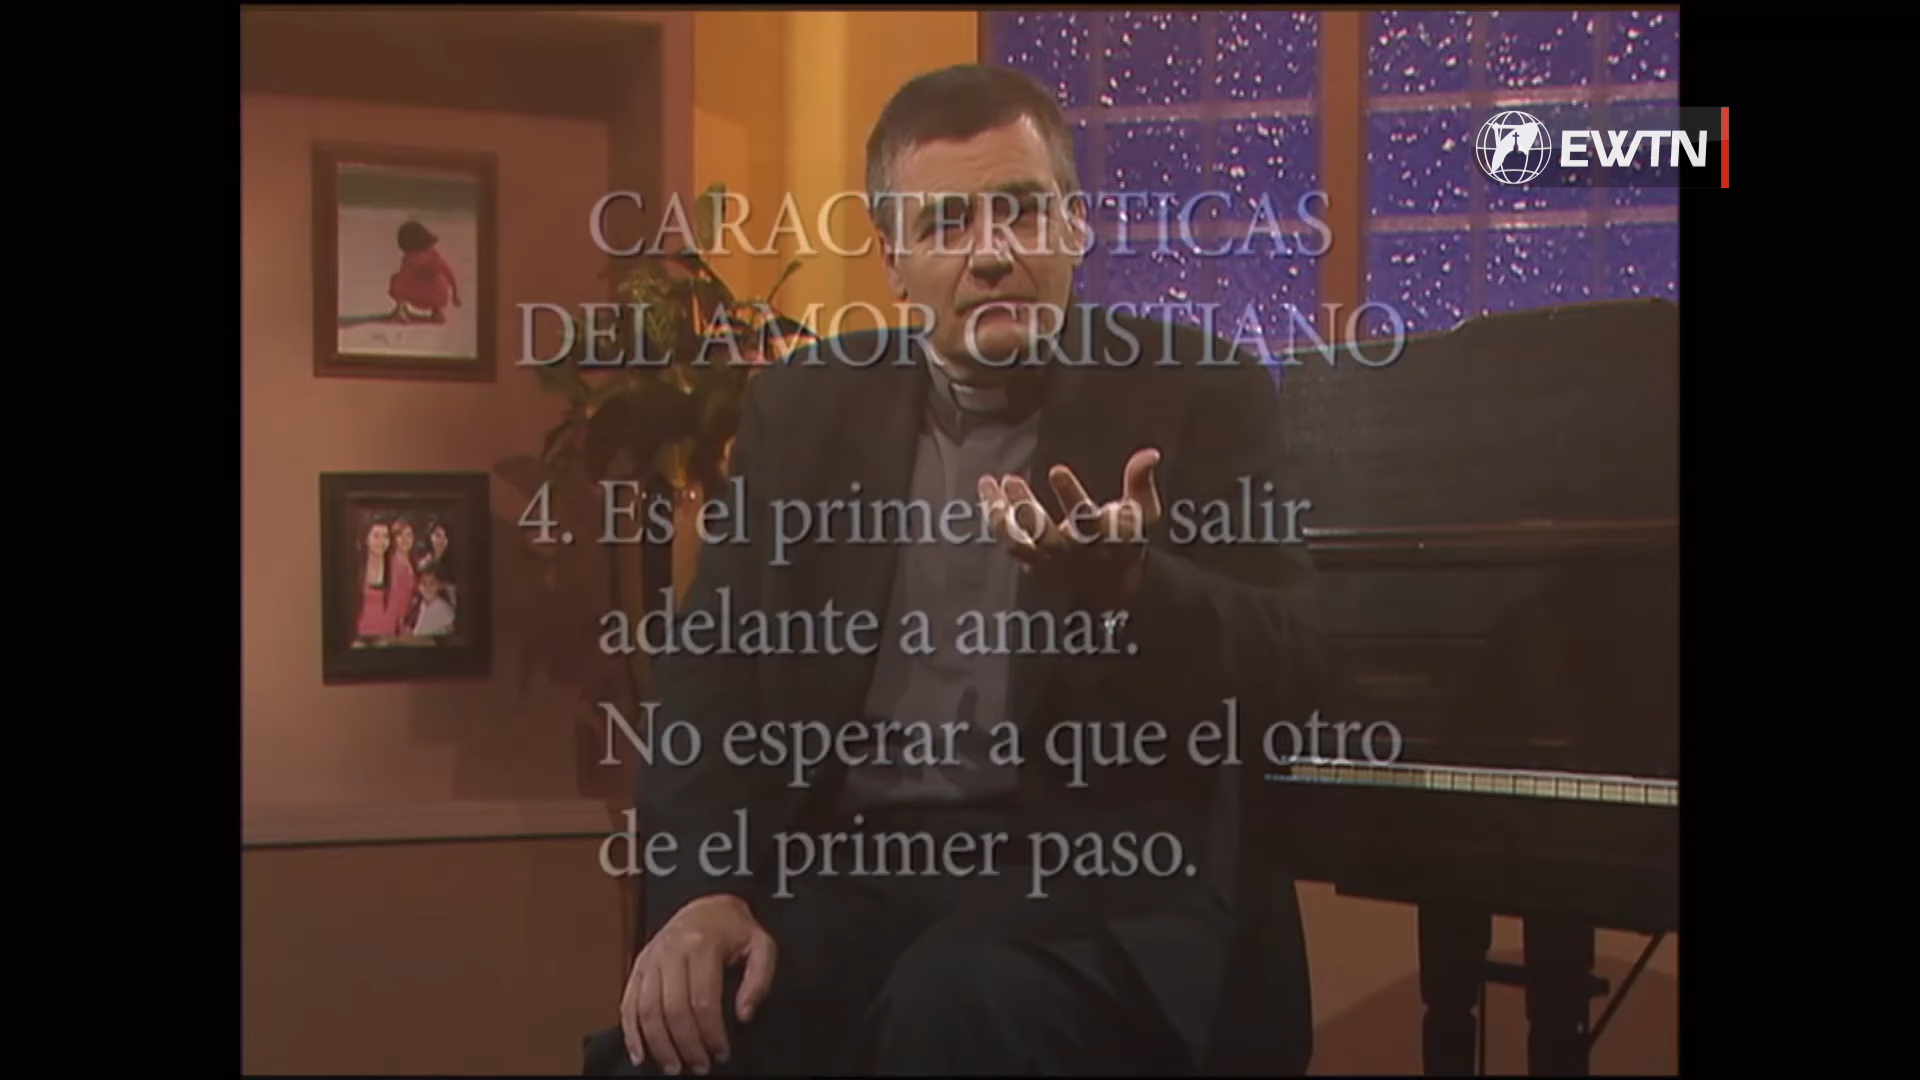 EWTN
CARACTERISTICAS
DEL AMOR CRISTIANO
4. Es el primero en salir
adelante a amar.
No esperar a que el otro
de el primer paso.